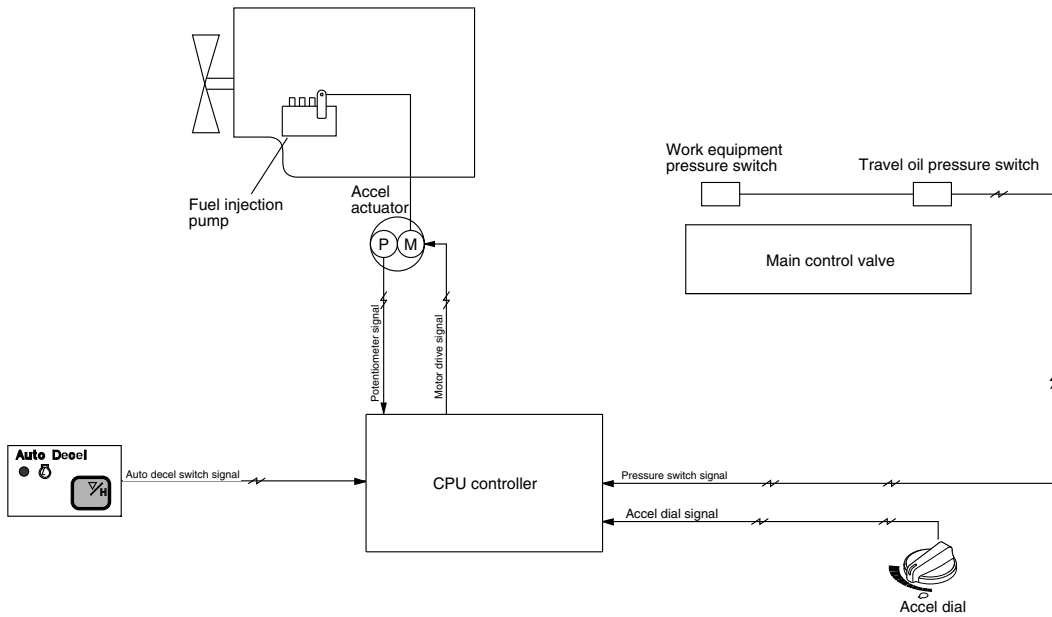 Work equipment
pressure switch
Travel oil pressure switch
Fuel injection
pump
Accel
actuator
P
M
Main control valve
Potentiometer signal
Motor drive signal
Auto Decel
H
Auto decel switch signal
CPU controller
Pressure switch signal
Accel dial signal
Accel dial